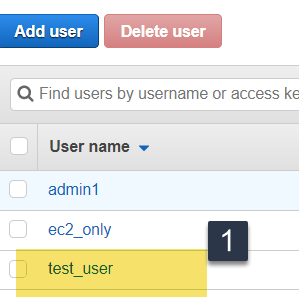 Add user Delete user
Find users by username or access ke
User name
admin1
ec2_only
1
test_user